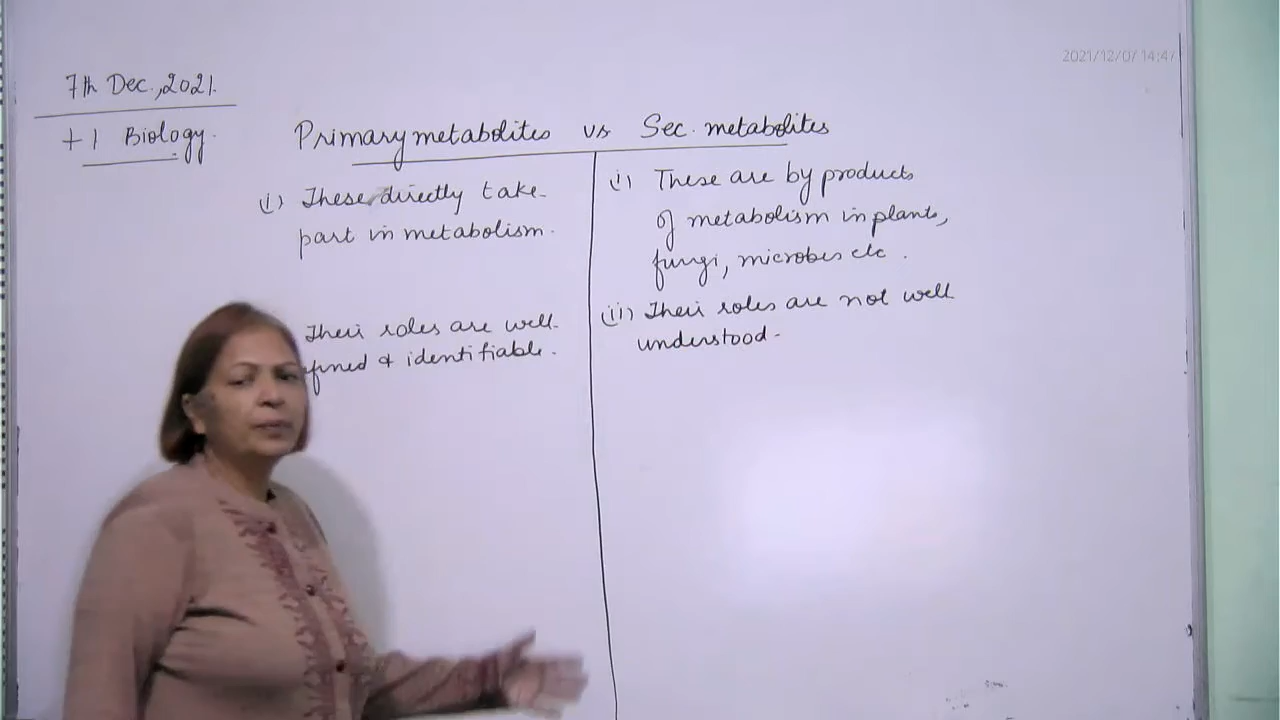 2021/12/07 14:47
7th Dec.,2021.
+1 Biology.
Primary metabolites vs Sec. metabolites
(i) These directly take
part in metabolism.
Their roles are well
fined & identifiable.
(i) These are by products
of metabolism in plants,
fungi, microbes etc.
(ii) Their roles are not well
understood.